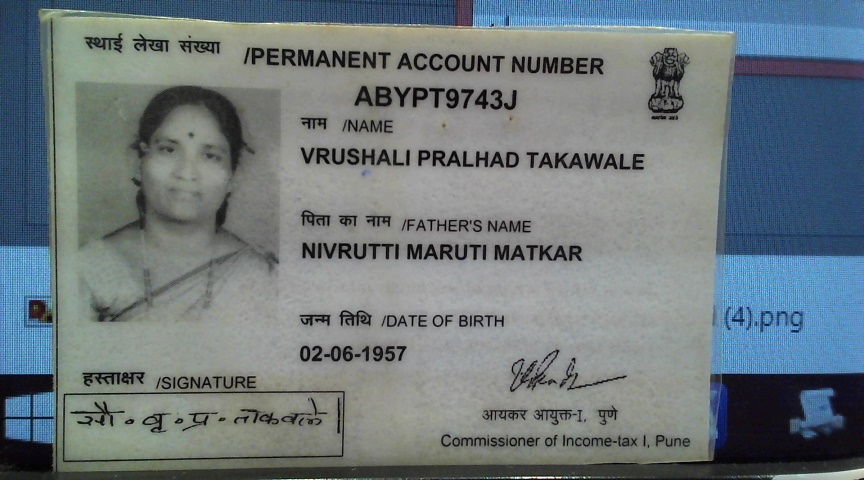 स्थाई लेखा संख्या /PERMANENT ACCOUNT NUMBER
ABYPT9743J
नाम /NAME
VRUSHALI PRALHAD TAKAWALE
पिता का नाम /FATHER'S NAME
NIVRUTTI MARUTI MATKAR
जन्म तिथि /DATE OF BIRTH
02-06-1957
हस्ताक्षर /SIGNATURE
सौ. वृ. प्र. ताकवले
आयकर आयुक्त-I, पुणे
Commissioner of Income-tax I, Pune
(4).png